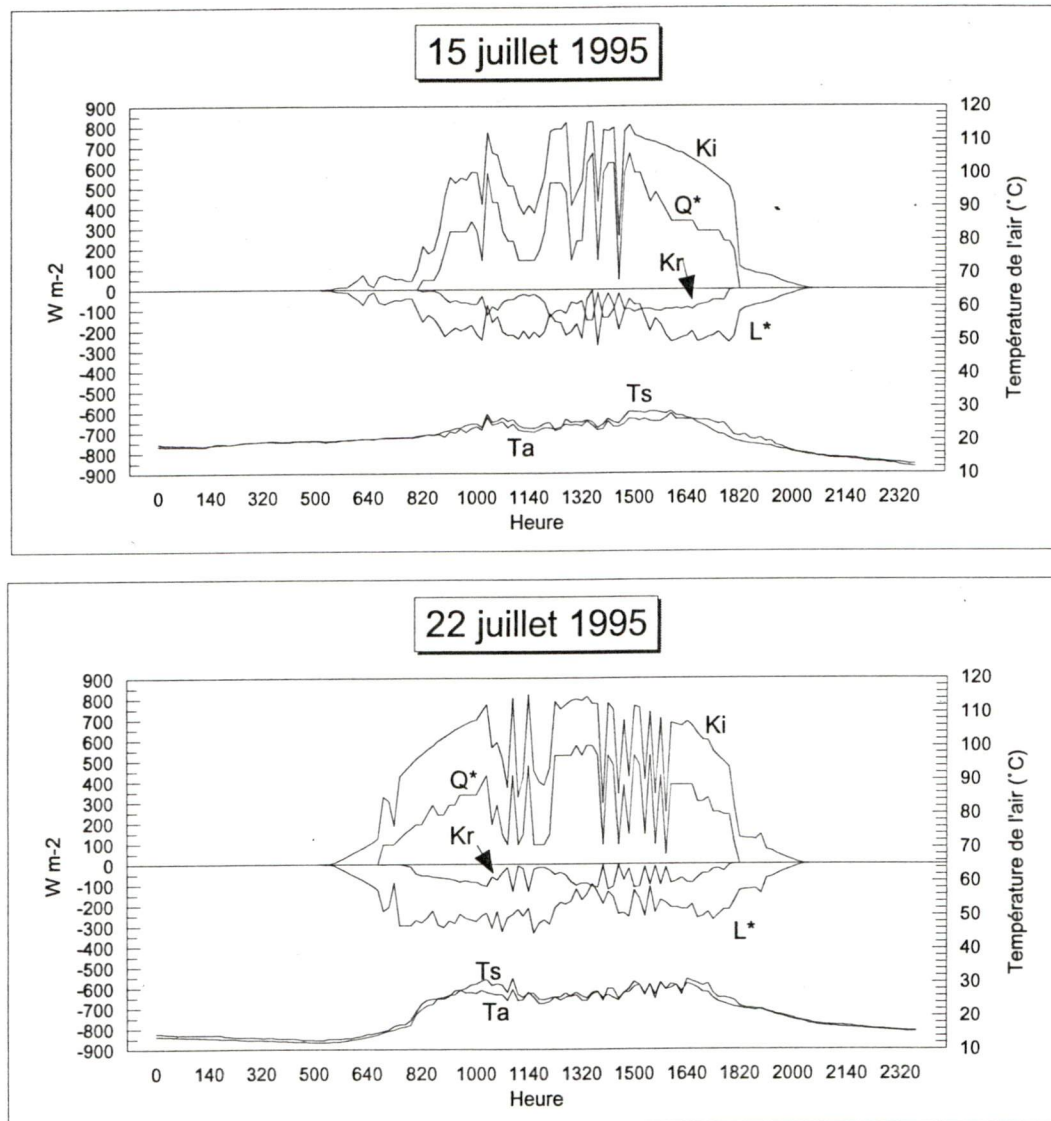 15 juillet 1995
900
800
700
600
500
400
300
200
100
0
-100
-200
-300
-400
-500
-600
-700
-800
-900
W m-2
120
110
100
90
80
70
60
50
40
30
20
10
Température de l'air (°C)
Ki
Q*
Kr
L*
Ts
Ta
0 140 320 500 640 820 1000 1140 1320 1500 1640 1820 2000 2140 2320
Heure
22 juillet 1995
900
800
700
600
500
400
300
200
100
0
-100
-200
-300
-400
-500
-600
-700
-800
-900
W m-2
120
110
100
90
80
70
60
50
40
30
20
10
Température de l'air (°C)
Ki
Q*
Kr
L*
Ts
Ta
0 140 320 500 640 820 1000 1140 1320 1500 1640 1820 2000 2140 2320
Heure